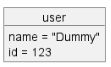 user
name = "Dummy"
id = 123